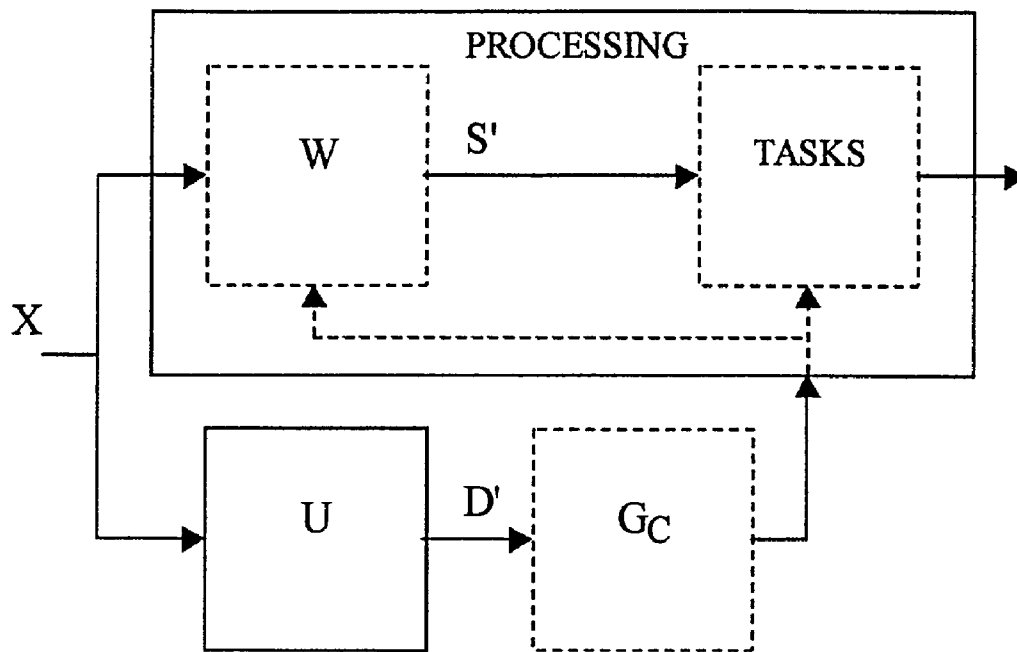 PROCESSING
W
S'
TASKS
X
U
D'
GC